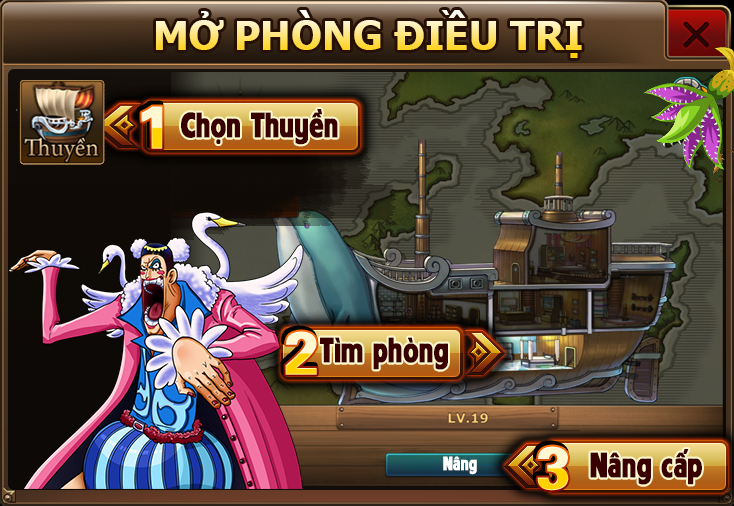 MỞ PHÒNG ĐIỀU TRỊ
Thuyền
1 Chọn Thuyền
2 Tìm phòng
LV.19
Nâng
3 Nâng cấp